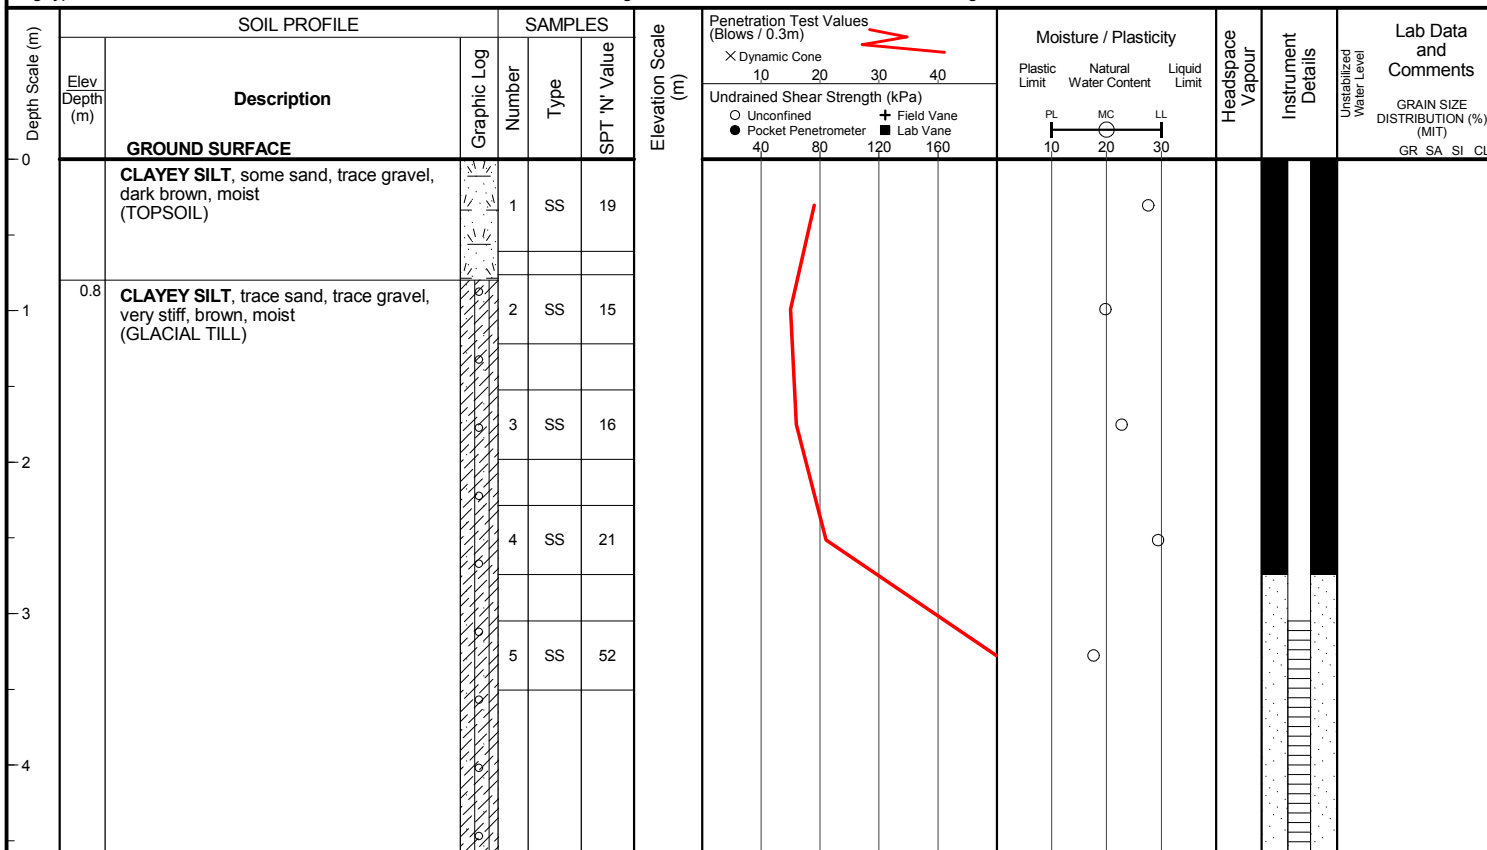 SOIL PROFILE
SAMPLES
Depth Scale (m)
Elev
Depth
(m)
Description
GROUND SURFACE
Graphic Log
Number
Type
SPT 'N' Value
Elevation Scale
(m)
Penetration Test Values
(Blows / 0.3m)
× Dynamic Cone
10 20 30 40
Undrained Shear Strength (kPa)
Unconfined
Field Vane
Pocket Penetrometer
Lab Vane
40 80 120 160
Moisture / Plasticity
Plastic
Limit
Natural
Water Content
Liquid
Limit
PL MC LL
10 20 30
Headspace
Vapour
Instrument
Details
Unstabilized
Water Level
Lab Data
and
Comments
GRAIN SIZE
DISTRIBUTION (%)
(MIT)
GR SA SI CL
0
CLAYEY SILT, some sand, trace gravel,
dark brown, moist
(TOPSOIL)
1 SS 19
0.8
CLAYEY SILT, trace sand, trace gravel,
very stiff, brown, moist
(GLACIAL TILL)
1
2 SS 15
3 SS 16
2
4 SS 21
3
5 SS 52
4